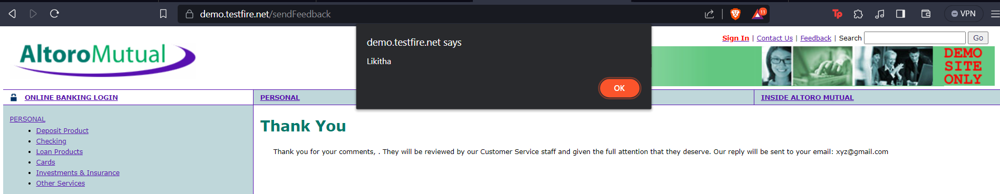 demo.testfire.net/sendFeedback
11
Tp
VPN
demo.testfire.net says
Likitha
OK
AltoroMutual
Sign In | Contact Us | Feedback | Search Go
DEMO
SITE
ONLY
ONLINE BANKING LOGIN
PERSONAL
INSIDE ALTORO MUTUAL
PERSONAL
Deposit Product
Checking
Loan Products
Cards
Investments & Insurance
Other Services
Thank You
Thank you for your comments, . They will be reviewed by our Customer Service staff and given the full attention that they deserve. Our reply will be sent to your email: xyz@gmail.com